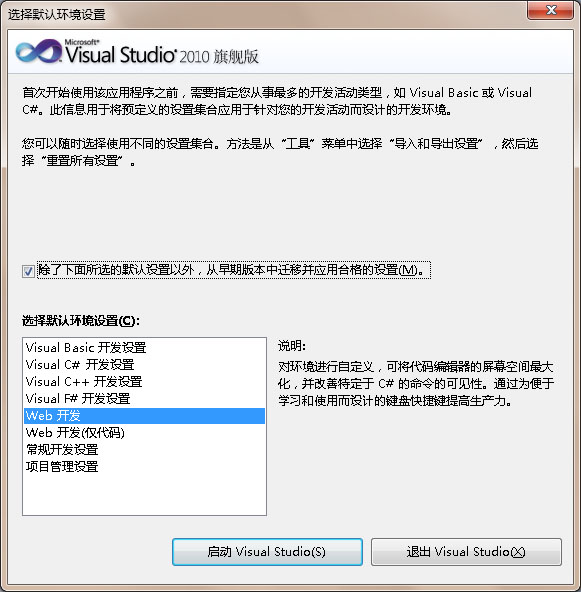 选择默认环境设置
Microsoft®
Visual Studio® 2010 旗舰版
首次开始使用该应用程序之前，需要指定您从事最多的开发活动类型，如 Visual Basic 或 Visual
C#。此信息用于将预定义的设置集合应用于针对您的开发活动而设计的开发环境。
您可以随时选择使用不同的设置集合。方法是从“工具”菜单中选择“导入和导出设置”，然后选
择“重置所有设置”。
除了下面所选的默认设置以外，从早期版本中迁移并应用合格的设置(M)。
选择默认环境设置(C):
Visual Basic 开发设置
Visual C# 开发设置
Visual C++ 开发设置
Visual F# 开发设置
Web 开发
Web 开发(仅代码)
常规开发设置
项目管理设置
说明:
对环境进行自定义，可将代码编辑器的屏幕空间最大
化，并改善特定于 C# 的命令的可见性。通过为便于
学习和使用而设计的键盘快捷键提高生产力。
启动 Visual Studio(S)
退出 Visual Studio(X)